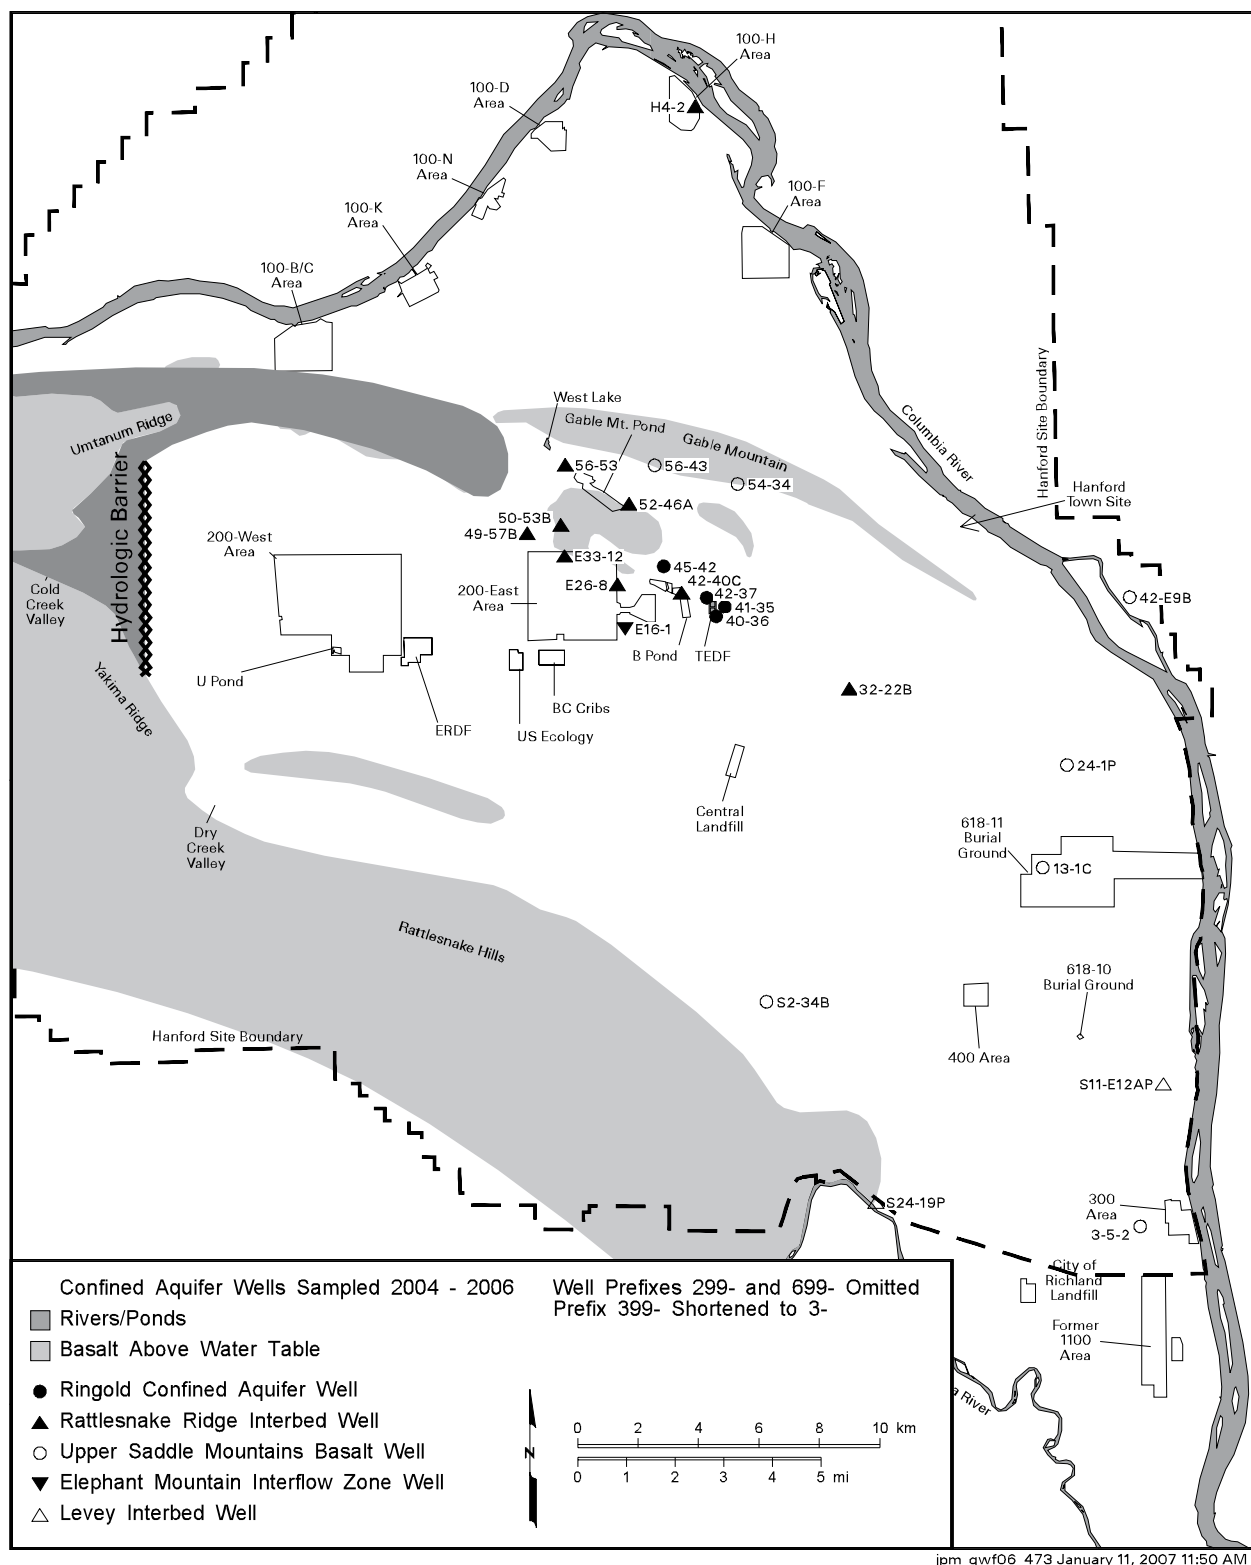 100-H
Area
H4-2
100-D
Area
100-N
Area
100-K
Area
100-F
Area
100-B/C
Area
Hanford Site Boundary
Columbia River
Umtanum Ridge
West Lake
Gable Mt. Pond
Gable Mountain
56-53
56-43
54-34
52-46A
50-53B
49-57B
Hanford
Town Site
Hydrologic Barrier
200-West
Area
E33-12
45-42
E26-8
42-40C
42-37
41-35
40-36
200-East
Area
E16-1
B Pond
TEDF
42-E9B
Cold
Creek
Valley
Yakima Ridge
U Pond
ERDF
BC Cribs
US Ecology
32-22B
24-1P
Central
Landfill
Dry
Creek
Valley
618-11
Burial
Ground
13-1C
Rattlesnake Hills
618-10
Burial Ground
S2-34B
Hanford Site Boundary
400 Area
S11-E12AP
S24-19P
300
Area
3-5-2
City of
Richland
Landfill
Former
1100
Area
a River
Confined Aquifer Wells Sampled 2004 - 2006
Rivers/Ponds
Basalt Above Water Table
Ringold Confined Aquifer Well
Rattlesnake Ridge Interbed Well
Upper Saddle Mountains Basalt Well
Elephant Mountain Interflow Zone Well
Levey Interbed Well
Well Prefixes 299- and 699- Omitted
Prefix 399- Shortened to 3-
N
0 2 4 6 8 10 km
0 1 2 3 4 5 mi
jpm_gwf06_473 January 11, 2007 11:50 AM